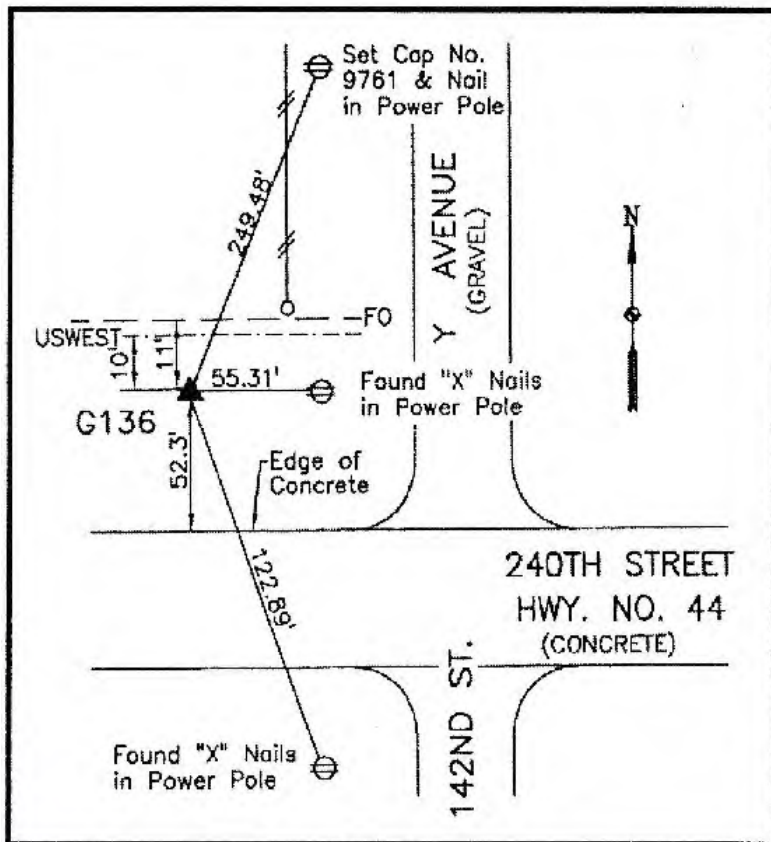 Set Cap No.
9761 & Nail
in Power Pole
249.48'
Y AVENUE
(GRAVEL)
N
FO
USWEST
10'
11'
55.31'
Found "X" Nails
in Power Pole
G136
52.3'
Edge of
Concrete
122.89'
240TH STREET
HWY. NO. 44
(CONCRETE)
142ND ST.
Found "X" Nails
in Power Pole